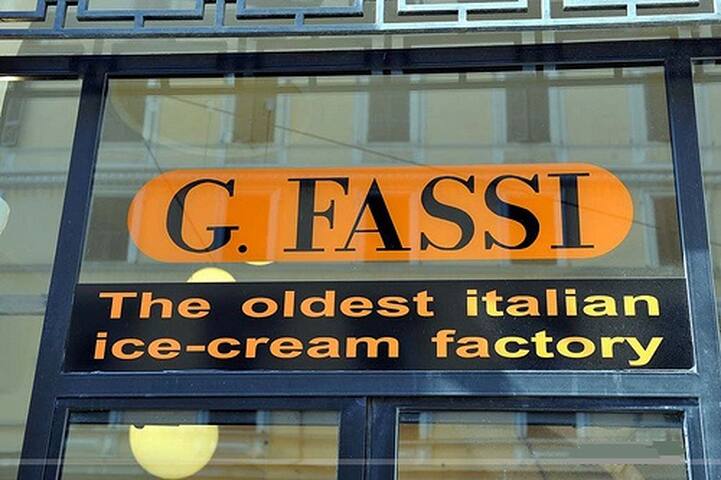 G. FASSI
The oldest italian
ice-cream factory